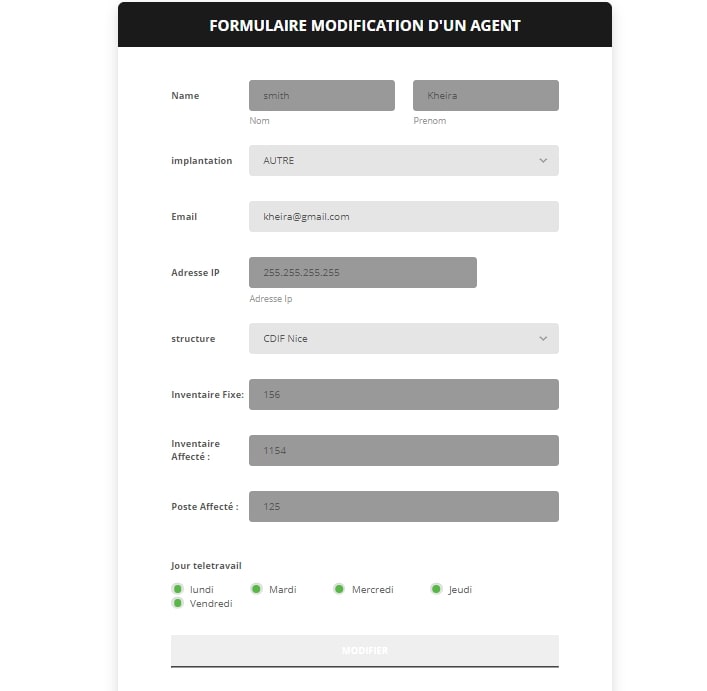 FORMULAIRE MODIFICATION D'UN AGENT
Name smith Kheira
Nom Prenom
implantation AUTRE
Email kheira@gmail.com
Adresse IP 255.255.255.255
Adresse Ip
structure CDIF Nice
Inventaire Fixe: 156
Inventaire
Affecté : 1154
Poste Affecté : 125
Jour teletravail
lundi Mardi Mercredi Jeudi
Vendredi
MODIFIER